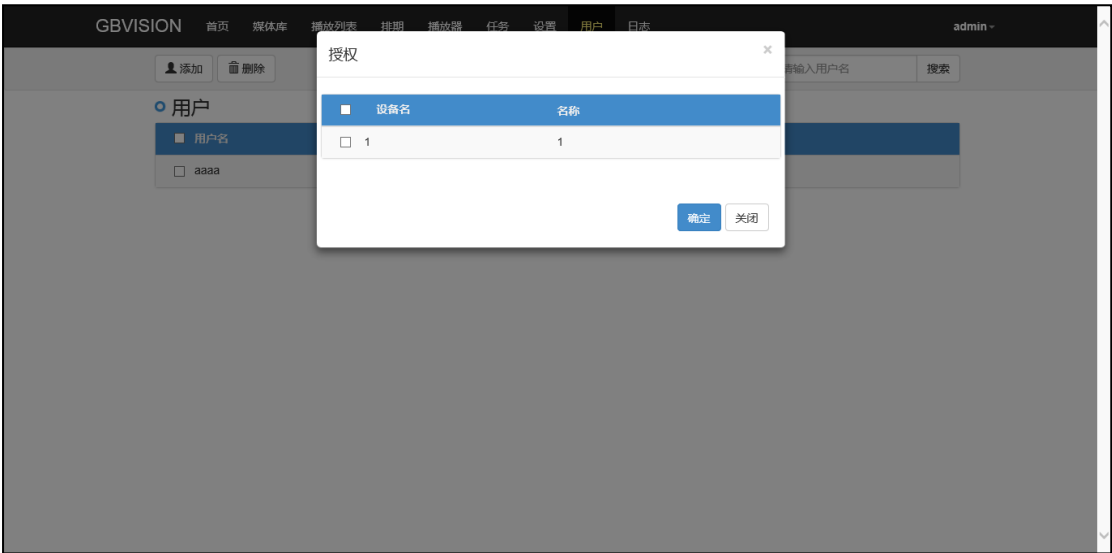 GBVISION 首页 媒体库 播放列表 排期 播放器 任务 设置 用户 日志 admin
授权 ×
添加 删除 请输入用户名 搜索
用户
设备名 名称
用户名
1 1
aaaa
确定 关闭